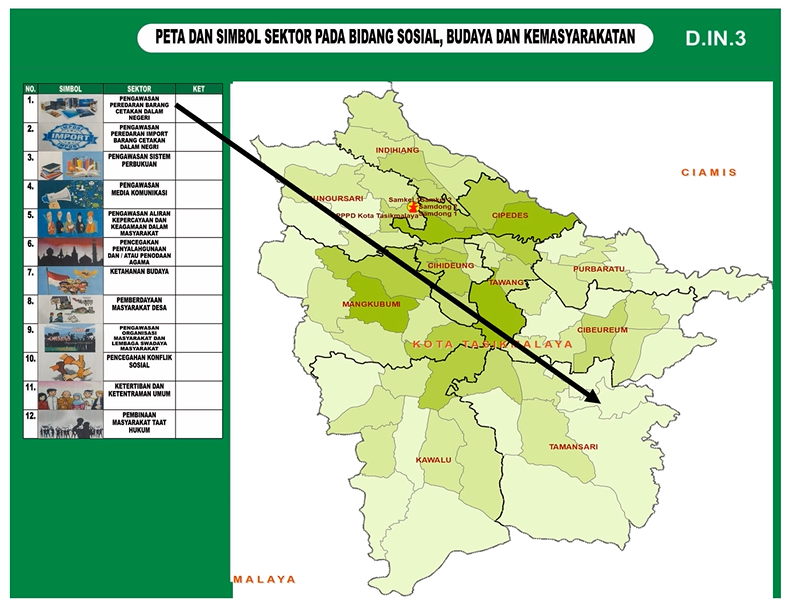 PETA DAN SIMBOL SEKTOR PADA BIDANG SOSIAL, BUDAYA DAN KEMASYARAKATAN
D.IN.3
NO. SIMBOL SEKTOR KET
1. PENGAWASAN
PEREDARAN BARANG
CETAKAN DALAM
NEGERI
2. PENGAWASAN
PEREDARAN IMPORT
BARANG CETAKAN
DALAM NEGRI
IMPORT
3. PENGAWASAN SISTEM
PERBUKUAN
4. PENGAWASAN
MEDIA KOMUNIKASI
5. PENGAWASAN ALIRAN
KEPERCAYAAN DAN
KEAGAMAAN DALAM
MASYARAKAT
6. PENCEGAKAN
PENYALAHGUNAAN
DAN / ATAU PENODAAN
AGAMA
7. KETAHANAN BUDAYA
8. PEMBERDAYAAN
MASYARAKAT DESA
9. PENGAWASAN
ORGANISASI
MASYARAKAT DAN
LEMBAGA SWADAYA
MASYARAKAT
10. PENCEGAHAN KONFLIK
SOSIAL
11. KETERTIBAN DAN
KETENTRAMAN UMUM
12. PEMBINAAN
MASYARAKAT TAAT
HUKUM
INDIHIANG
CIAMIS
UNGURSARI
Samdong 1
PPPD Kota Tasikmalaya
CIPEDES
CIHIDEUNG
TAWANG
PURBARATU
MANGKUBUMI
CIBEUREUM
KOTA TASIKMALAYA
TAMANSARI
KAWALU
MALAYA